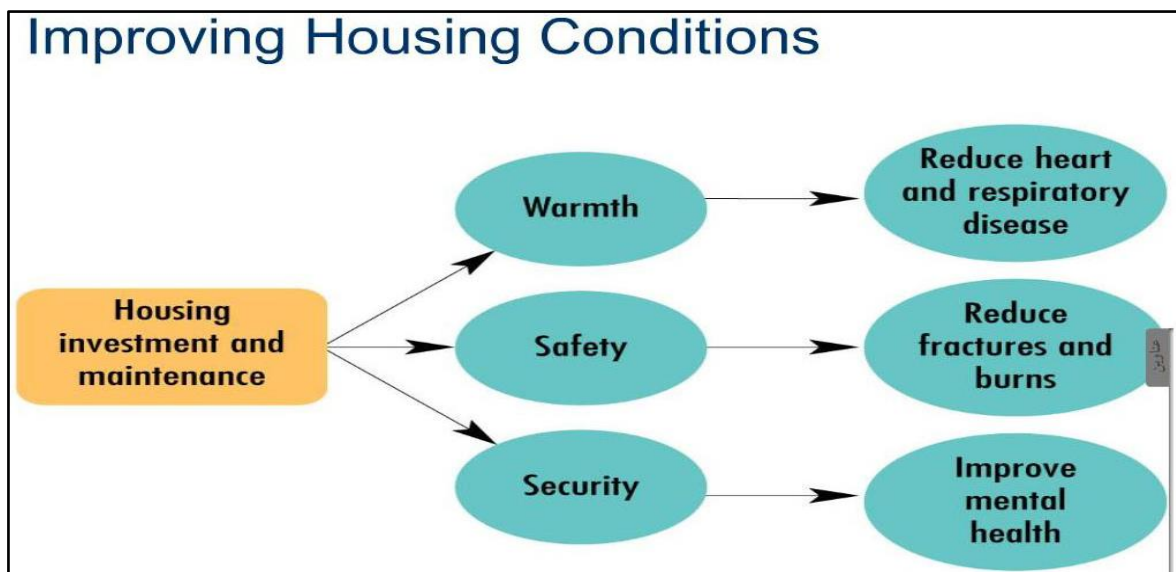 Improving Housing Conditions
Warmth
Reduce heart
and respiratory
disease
Housing
investment and
maintenance
Safety
Reduce
fractures and
burns
عناوين
Security
Improve
mental
health